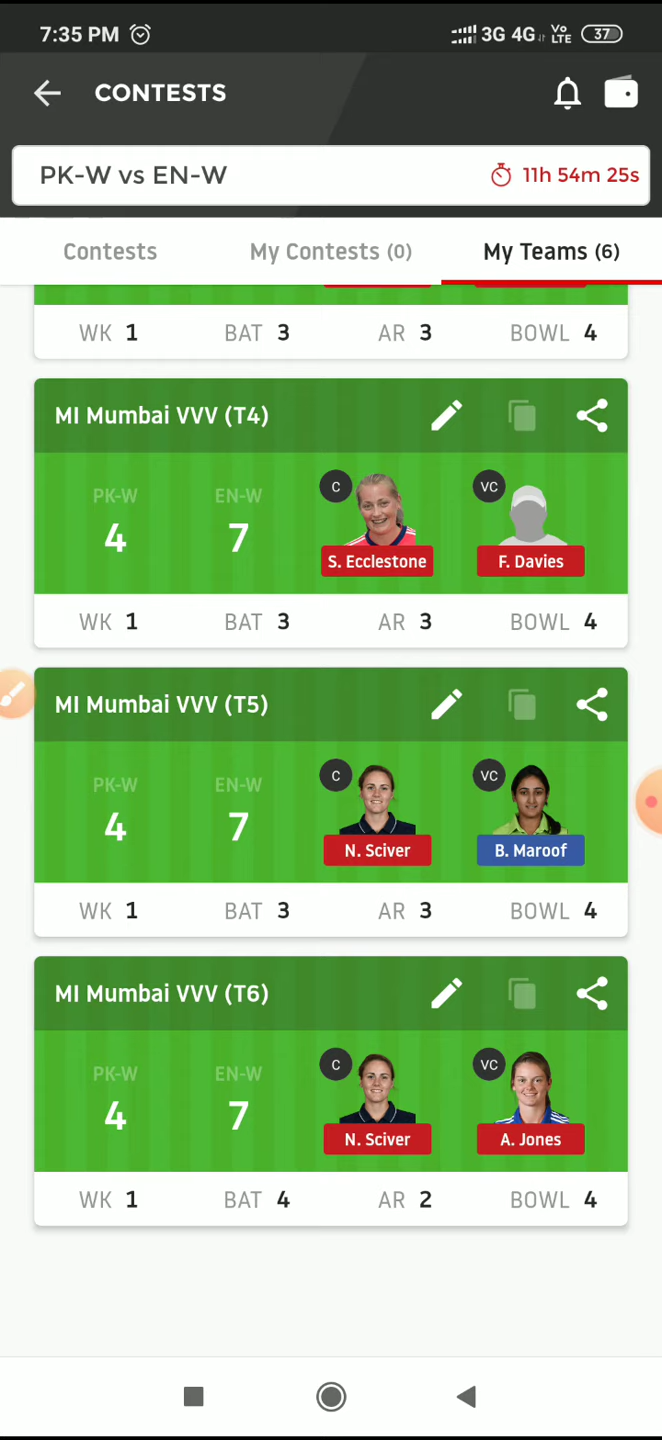 7:35 PM 3G 4G Vo LTE 37
CONTESTS
PK-W vs EN-W 11h 54m 25s
Contests My Contests (0) My Teams (6)
WK 1 BAT 3 AR 3 BOWL 4
MI Mumbai VVV (T4)
PK-W EN-W C VC
4 7
S. Ecclestone F. Davies
WK 1 BAT 3 AR 3 BOWL 4
MI Mumbai VVV (T5)
PK-W EN-W C VC
4 7
N. Sciver B. Maroof
WK 1 BAT 3 AR 3 BOWL 4
MI Mumbai VVV (T6)
PK-W EN-W C VC
4 7
N. Sciver A. Jones
WK 1 BAT 4 AR 2 BOWL 4